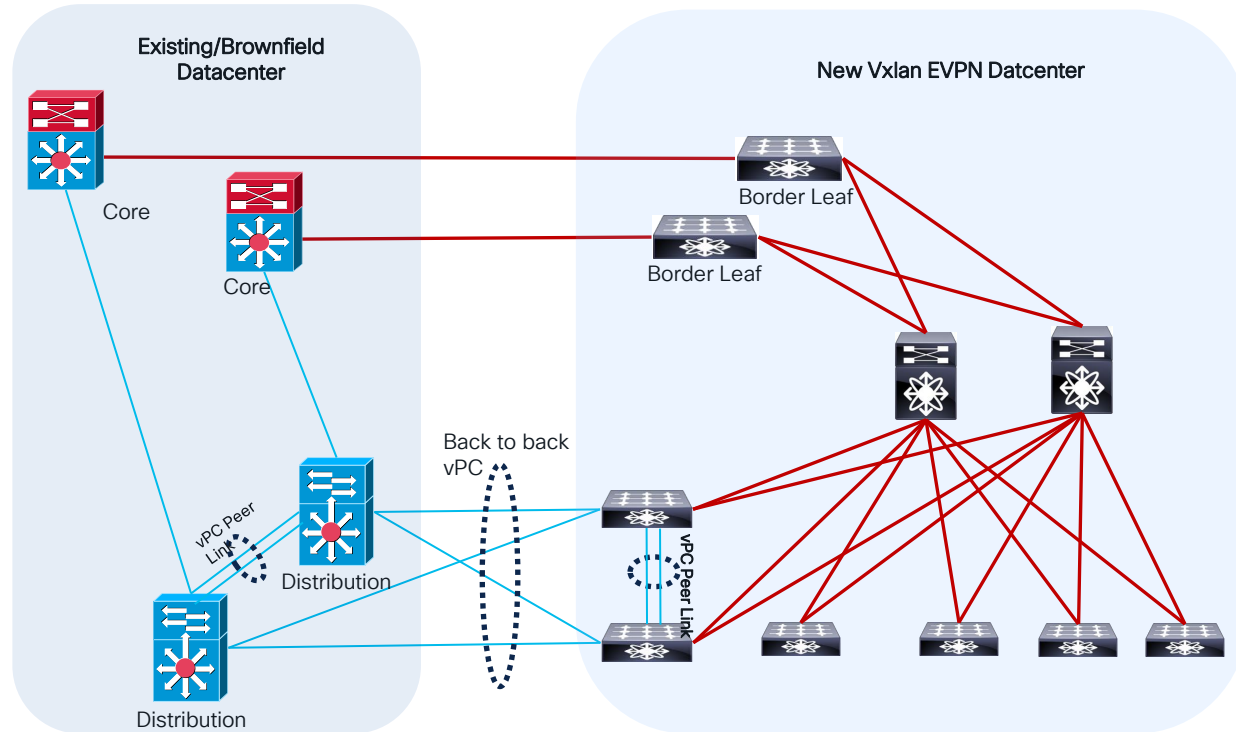 Existing/Brownfield
Datacenter
New Vxlan EVPN Datcenter
Core
Border Leaf
Core
Border Leaf
Back to back
vPC
vPC Peer
Link
Distribution
vPC Peer Link
Distribution